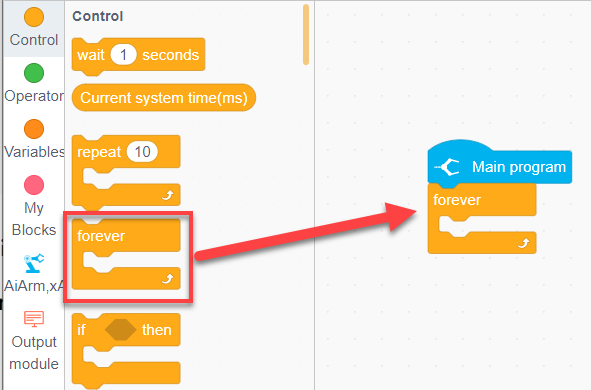 Control
Operator
Variables
My
Blocks
AiArm,xA
Output
module
Control
wait 1 seconds
Current system time(ms)
repeat 10
forever
if then
Main program
forever